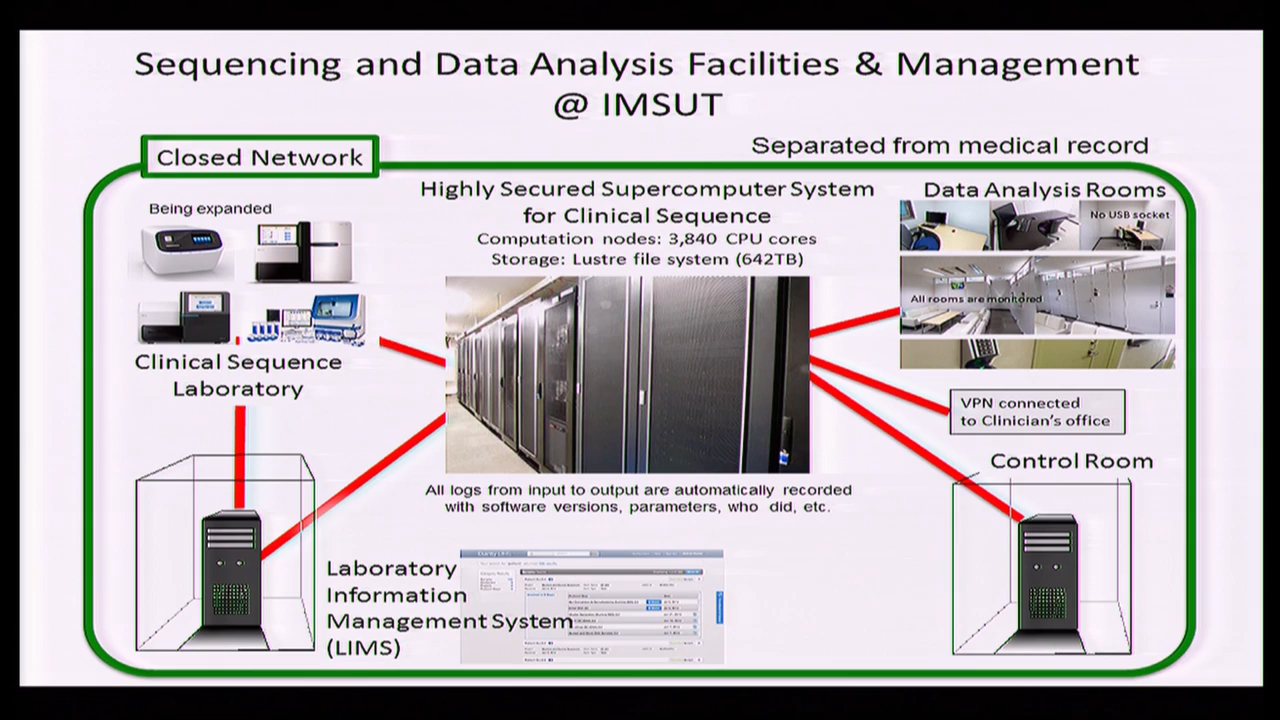 Sequencing and Data Analysis Facilities & Management
@ IMSUT
Closed Network
Separated from medical record
Being expanded
Highly Secured Supercomputer System
for Clinical Sequence
Computation nodes: 3,840 CPU cores
Storage: Lustre file system (642TB)
Data Analysis Rooms
No USB socket
All rooms are monitored
Clinical Sequence
Laboratory
VPN connected
to Clinician's office
Control Room
All logs from input to output are automatically recorded
with software versions, parameters, who did, etc.
Laboratory
Information
Management System
(LIMS)